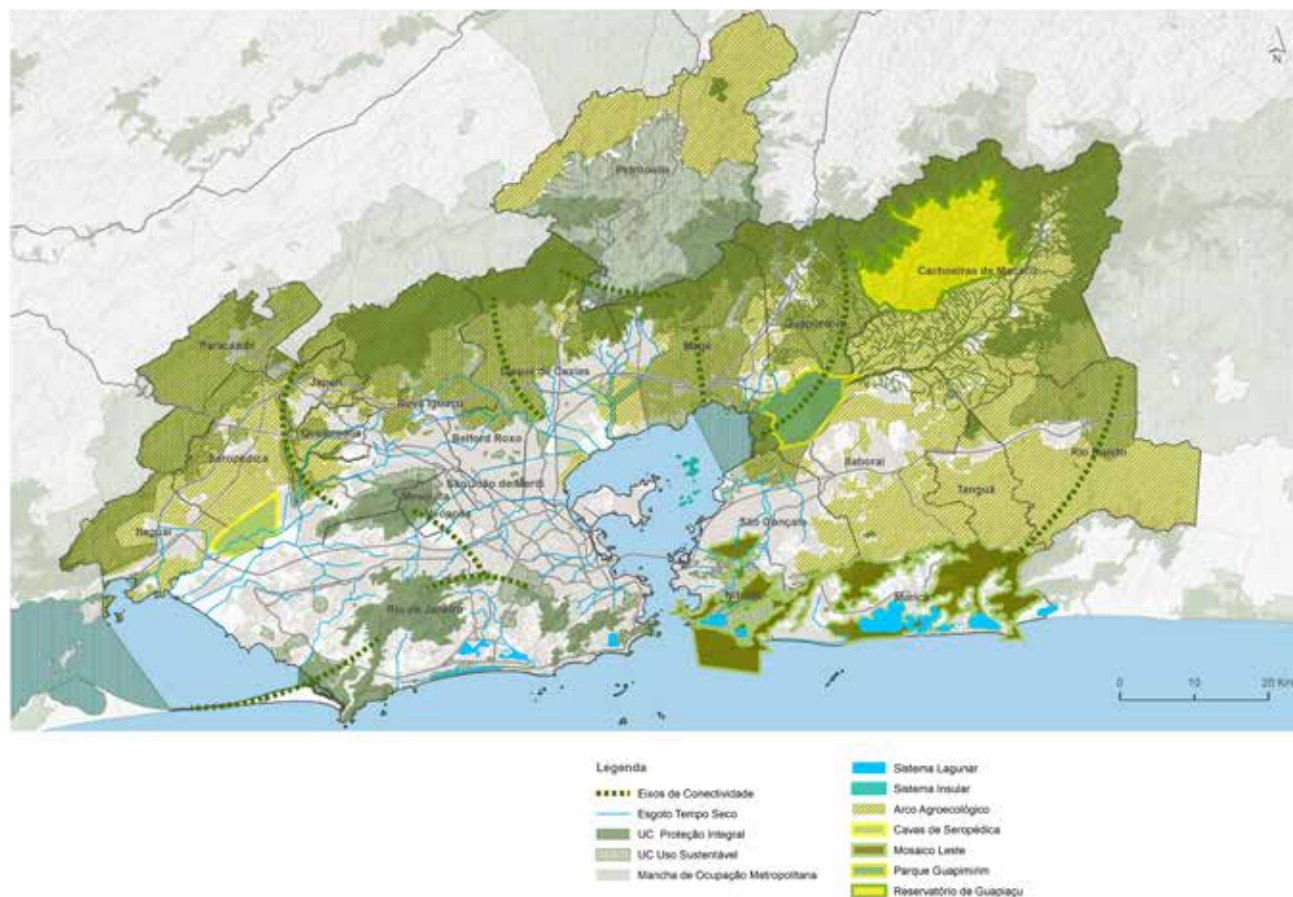 N
Petrópolis
Cachoeiras de Macacu
Guapimirim
Paracambi
Magé
Japeri
Duque de Caxias
Nova Iguaçu
Queimados
Belford Roxo
Seropédica
Rio Bonito
Itaboraí
São João de Meriti
Mesquita
Tanguá
Nilópolis
São Gonçalo
Itaguaí
Niterói
Maricá
Rio de Janeiro
0 10 20 Km
Legenda
Eixos de Conectividade
Esgoto Tempo Seco
UC Proteção Integral
UC Uso Sustentável
Mancha de Ocupação Metropolitana
Sistema Lagunar
Sistema Insular
Arco Agroecológico
Cavas de Seropédica
Mosaico Leste
Parque Guapimirim
Reservatório de Guapiaçu